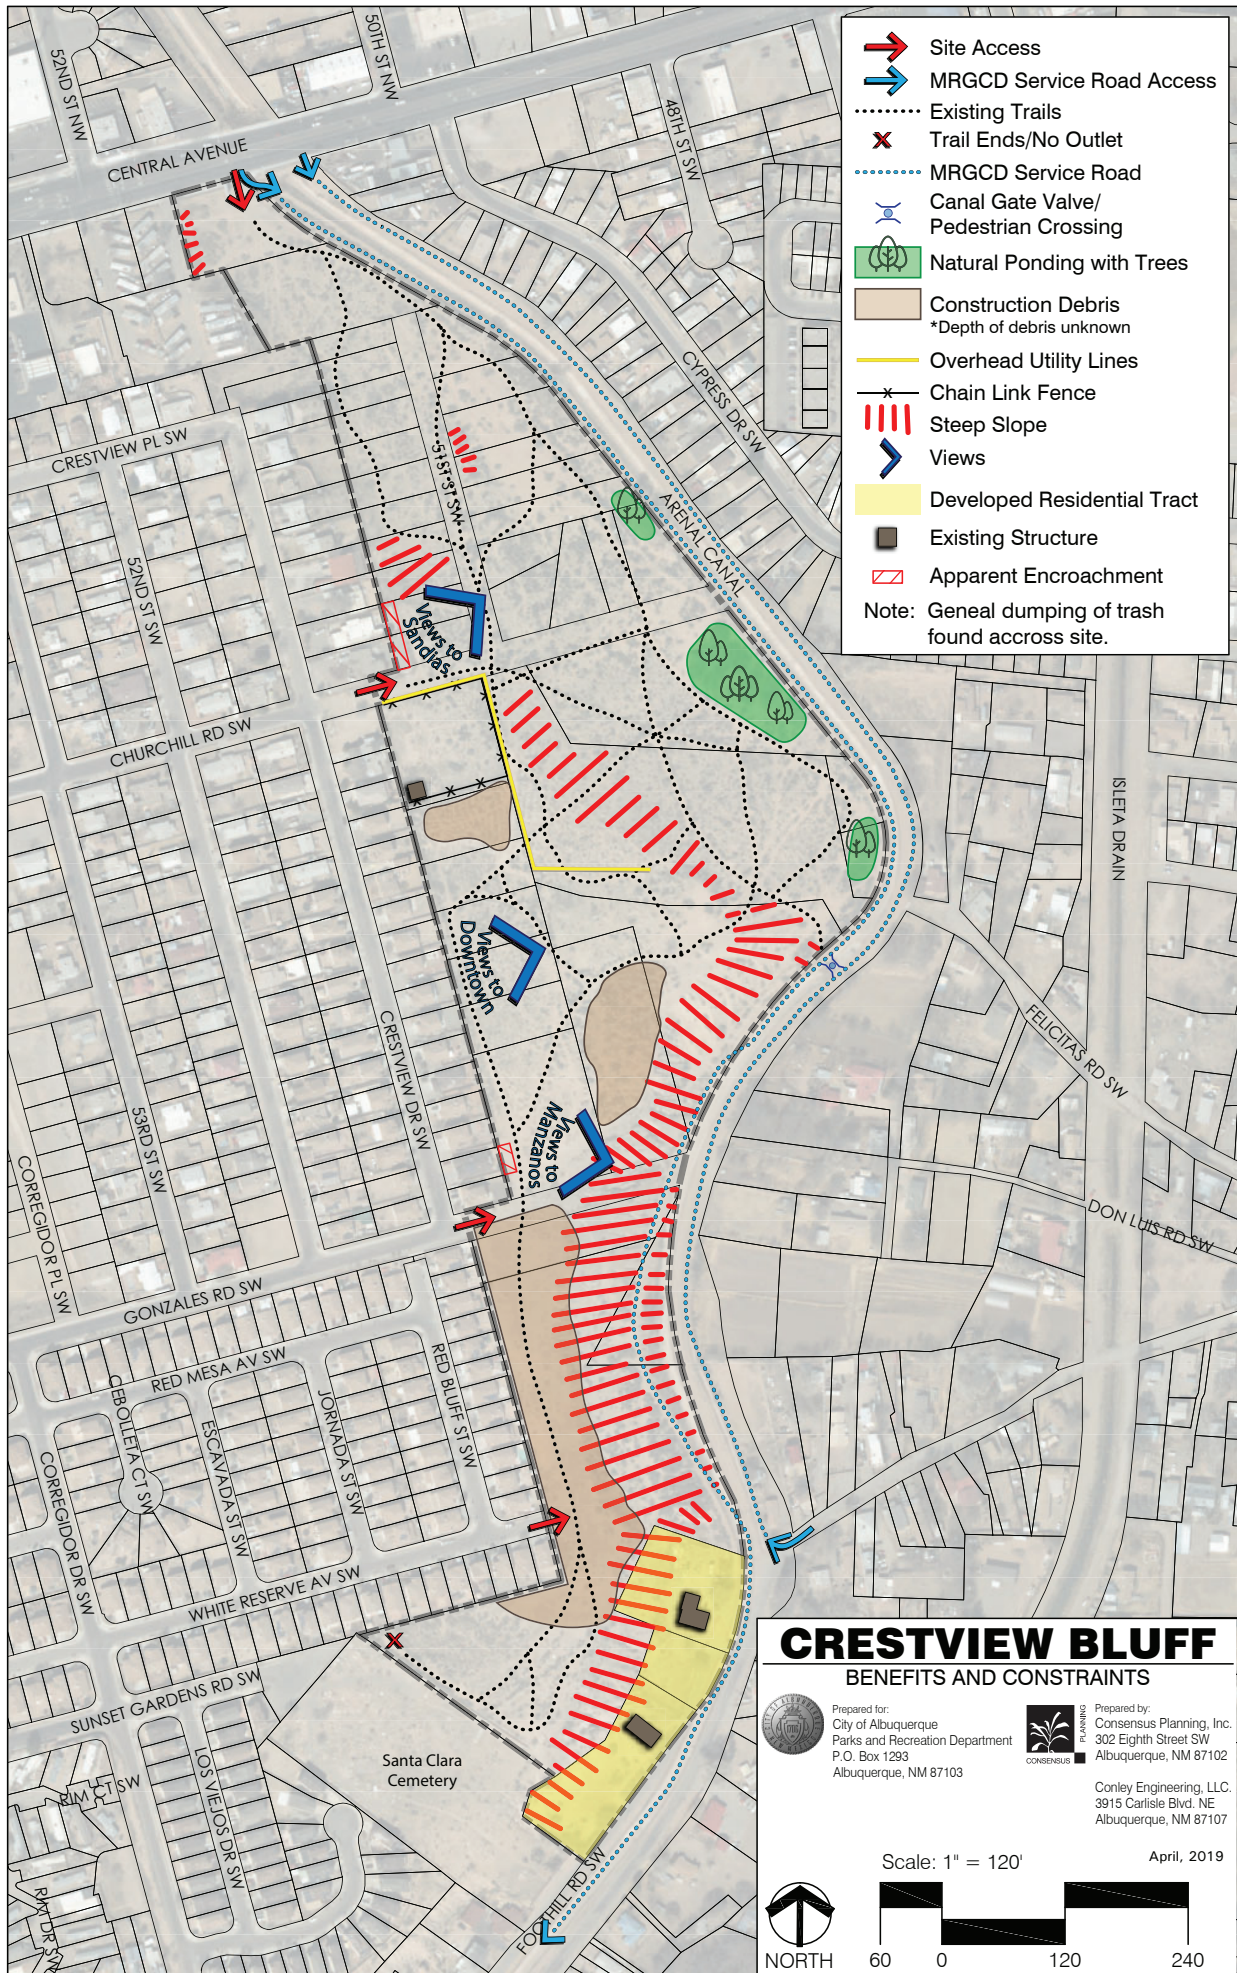 52ND ST NW
50TH ST NW
CENTRAL AVENUE
48TH ST SW
Site Access
MRGCD Service Road Access
Existing Trails
Trail Ends/No Outlet
MRGCD Service Road
Canal Gate Valve/
Pedestrian Crossing
Natural Ponding with Trees
Construction Debris
*Depth of debris unknown
Overhead Utility Lines
Chain Link Fence
Steep Slope
Views
Developed Residential Tract
Existing Structure
Apparent Encroachment
Note: Geneal dumping of trash
found accross site.
CYPRESS DR SW
CRESTVIEW PL SW
51ST ST SW
ARENAL CANAL
52ND ST SW
Views to
Sandias
CHURCHILL RD SW
ISLETA DRAIN
Views to
Downtown
CRESTVIEW DR SW
FELICITAS RD SW
53RD ST SW
Views to
Manzanos
CORREGIDOR PL SW
DON LUIS RD SW
GONZALES RD SW
RED MESA AV SW
RED BLUFF ST SW
CEBOLLETA CT SW
JORNADA ST SW
ESCAVADA ST SW
CORREGIDOR DR SW
WHITE RESERVE AV SW
SUNSET GARDENS RD SW
Santa Clara
Cemetery
RIM CT SW
LOS VIEJOS DR SW
RIM DR SW
FOOTHILL RD SW
CRESTVIEW BLUFF
BENEFITS AND CONSTRAINTS
Prepared for:
City of Albuquerque
Parks and Recreation Department
P.O. Box 1293
Albuquerque, NM 87103
CONSENSUS
PLANNING
Prepared by:
Consensus Planning, Inc.
302 Eighth Street SW
Albuquerque, NM 87102
Conley Engineering, LLC.
3915 Carlisle Blvd. NE
Albuquerque, NM 87107
Scale: 1" = 120'
April, 2019
NORTH
60 0 120 240